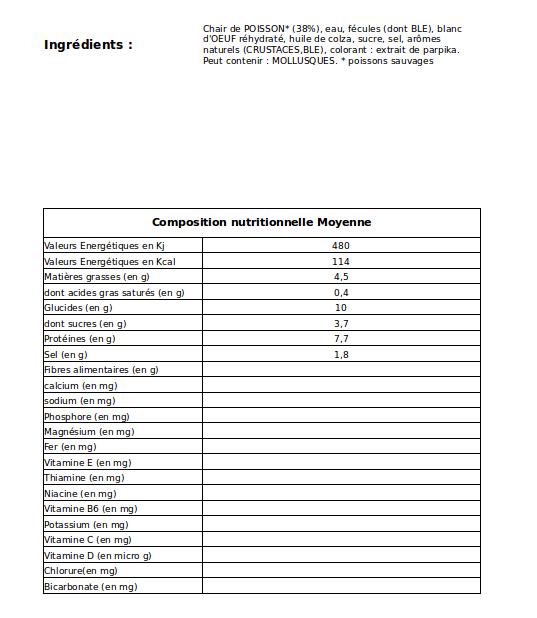 Ingrédients :
Chair de POISSON* (38%), eau, fécules (dont BLE), blanc
d'OEUF réhydraté, huile de colza, sucre, sel, arômes
naturels (CRUSTACES,BLE), colorant : extrait de parpika.
Peut contenir : MOLLUSQUES. * poissons sauvages
Composition nutritionnelle Moyenne
Valeurs Energétiques en Kj 480
Valeurs Energétiques en Kcal 114
Matières grasses (en g) 4,5
dont acides gras saturés (en g) 0,4
Glucides (en g) 10
dont sucres (en g) 3,7
Protéines (en g) 7,7
Sel (en g) 1,8
Fibres alimentaires (en g)
calcium (en mg)
sodium (en mg)
Phosphore (en mg)
Magnésium (en mg)
Fer (en mg)
Vitamine E (en mg)
Thiamine (en mg)
Niacine (en mg)
Vitamine B6 (en mg)
Potassium (en mg)
Vitamine C (en mg)
Vitamine D (en micro g)
Chlorure(en mg)
Bicarbonate (en mg)